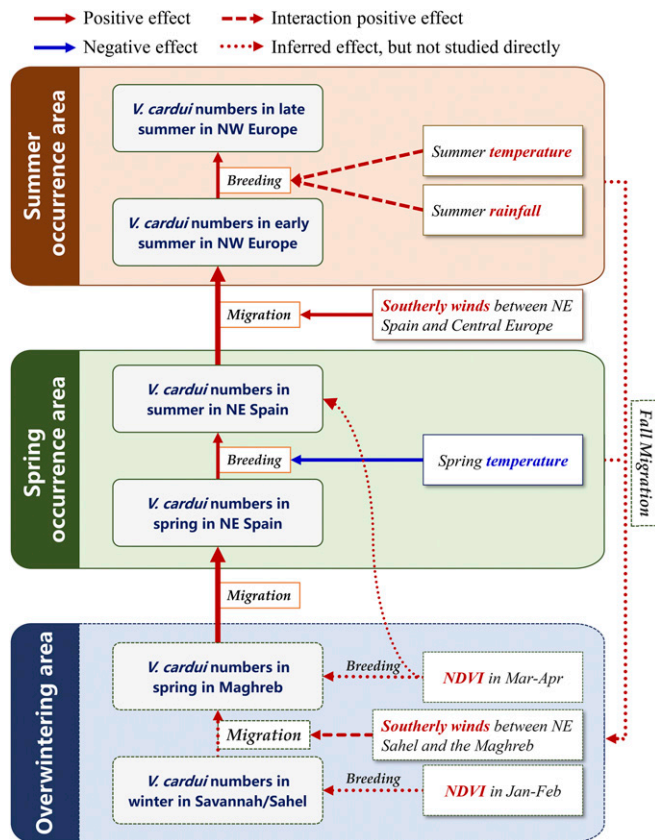 Positive effect
Interaction positive effect
Negative effect
Inferred effect, but not studied directly
Summer
occurrence area
V. cardui numbers in late
summer in NW Europe
Breeding
Summer temperature
Summer rainfall
V. cardui numbers in early
summer in NW Europe
Migration
Southerly winds between NE
Spain and Central Europe
Spring
occurrence area
V. cardui numbers in
summer in NE Spain
Breeding
Spring temperature
V. cardui numbers in
spring in NE Spain
Fall Migration
Migration
Overwintering area
V. cardui numbers in
spring in Maghreb
Breeding
NDVI in Mar-Apr
Migration
Southerly winds between NE
Sahel and the Maghreb
V. cardui numbers in
winter in Savannah/Sahel
Breeding
NDVI in Jan-Feb